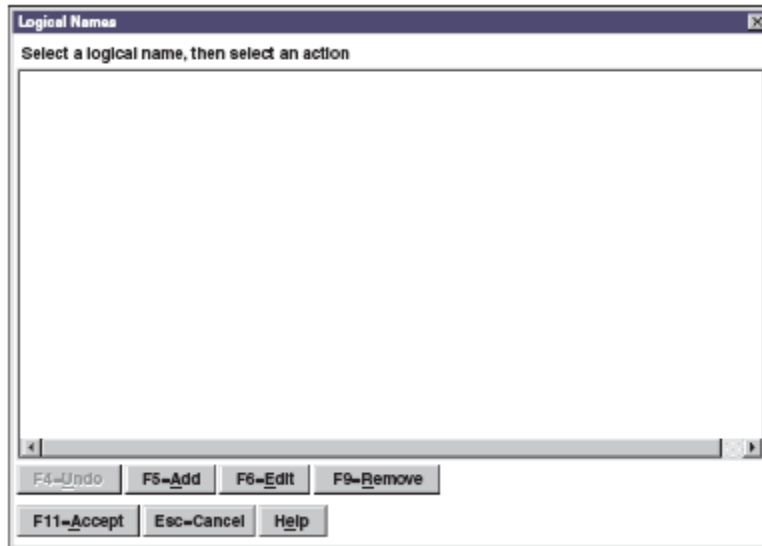 Logical Names
Select a logical name, then select an action
F4=Undo F5=Add F6=Edit F9=Remove
F11=Accept Esc=Cancel Help